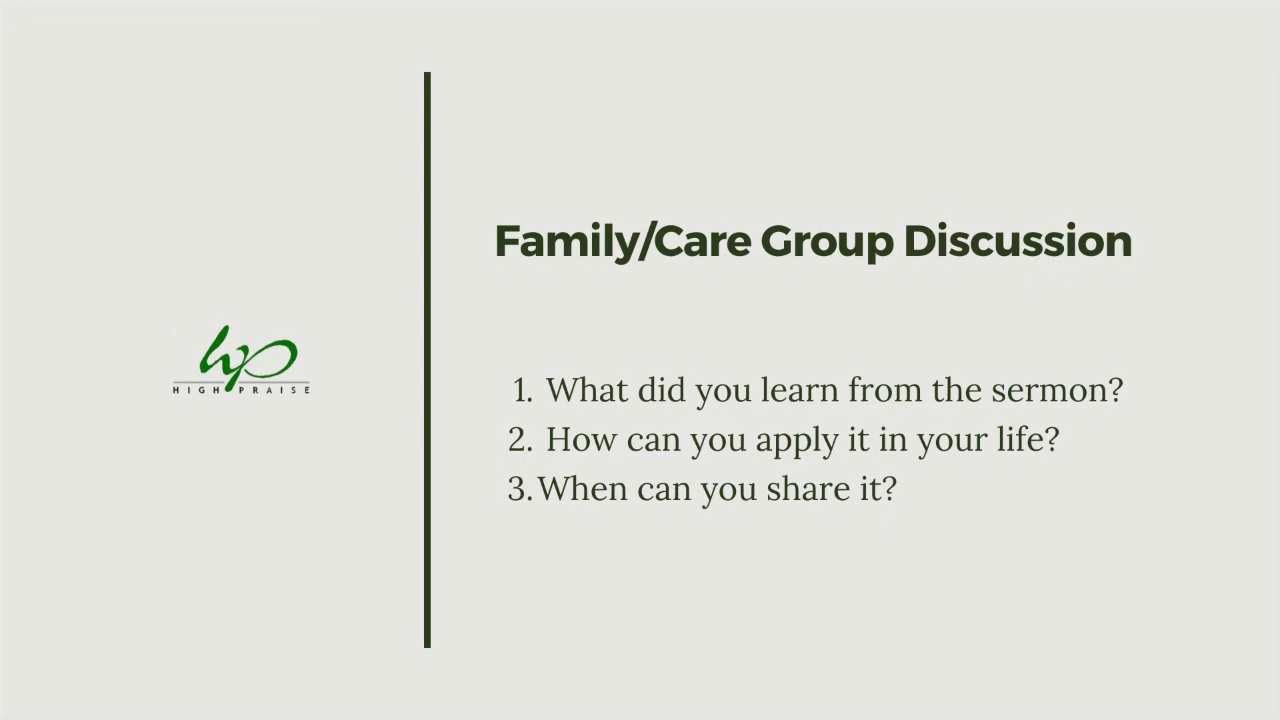 hp
HIGH PRAISE
Family/Care Group Discussion
1. What did you learn from the sermon?
2. How can you apply it in your life?
3. When can you share it?